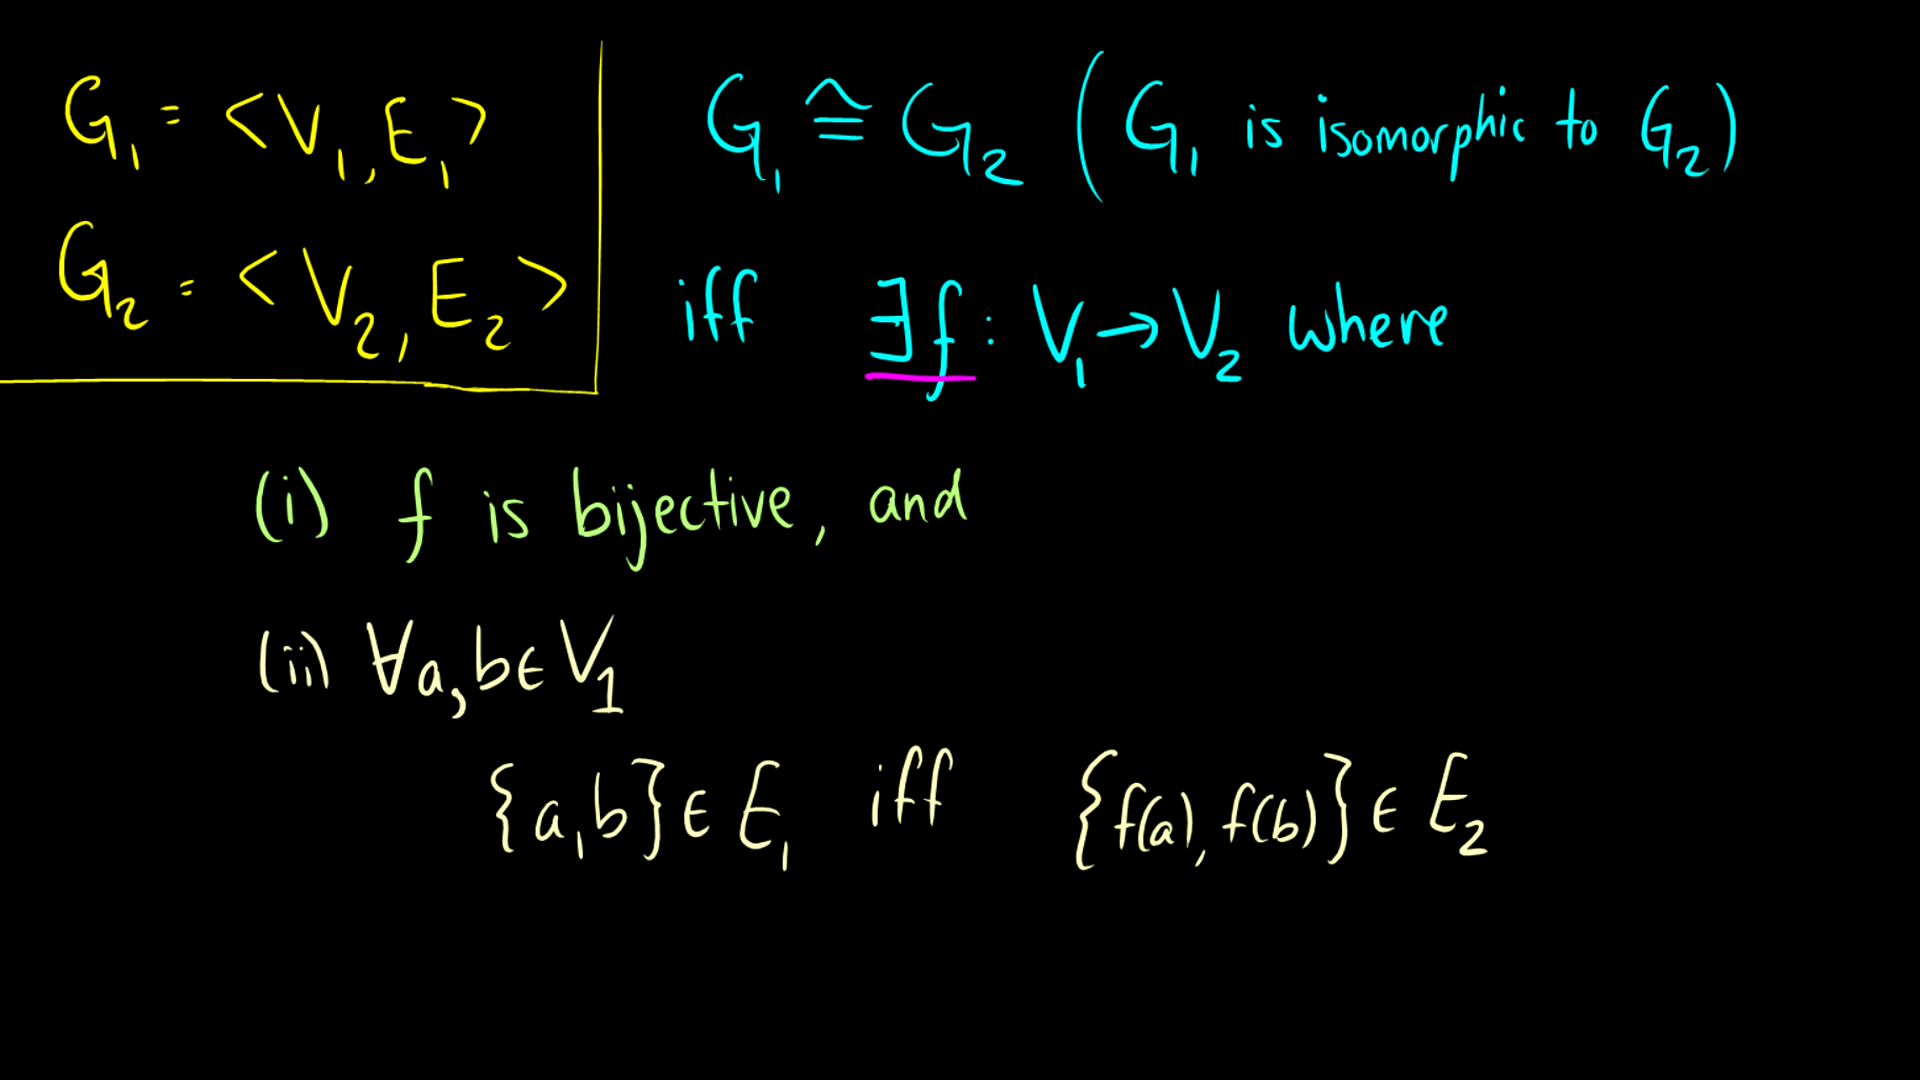 G₁ = <V₁, E₁>
G₂ = <V₂, E₂>
G₁ ≅ G₂ (G₁ is isomorphic to G₂)
iff ∃f: V₁→V₂ where
(i) f is bijective, and
(ii) ∀a,b∈V₁
{a,b}∈E₁ iff {f(a), f(b)}∈E₂